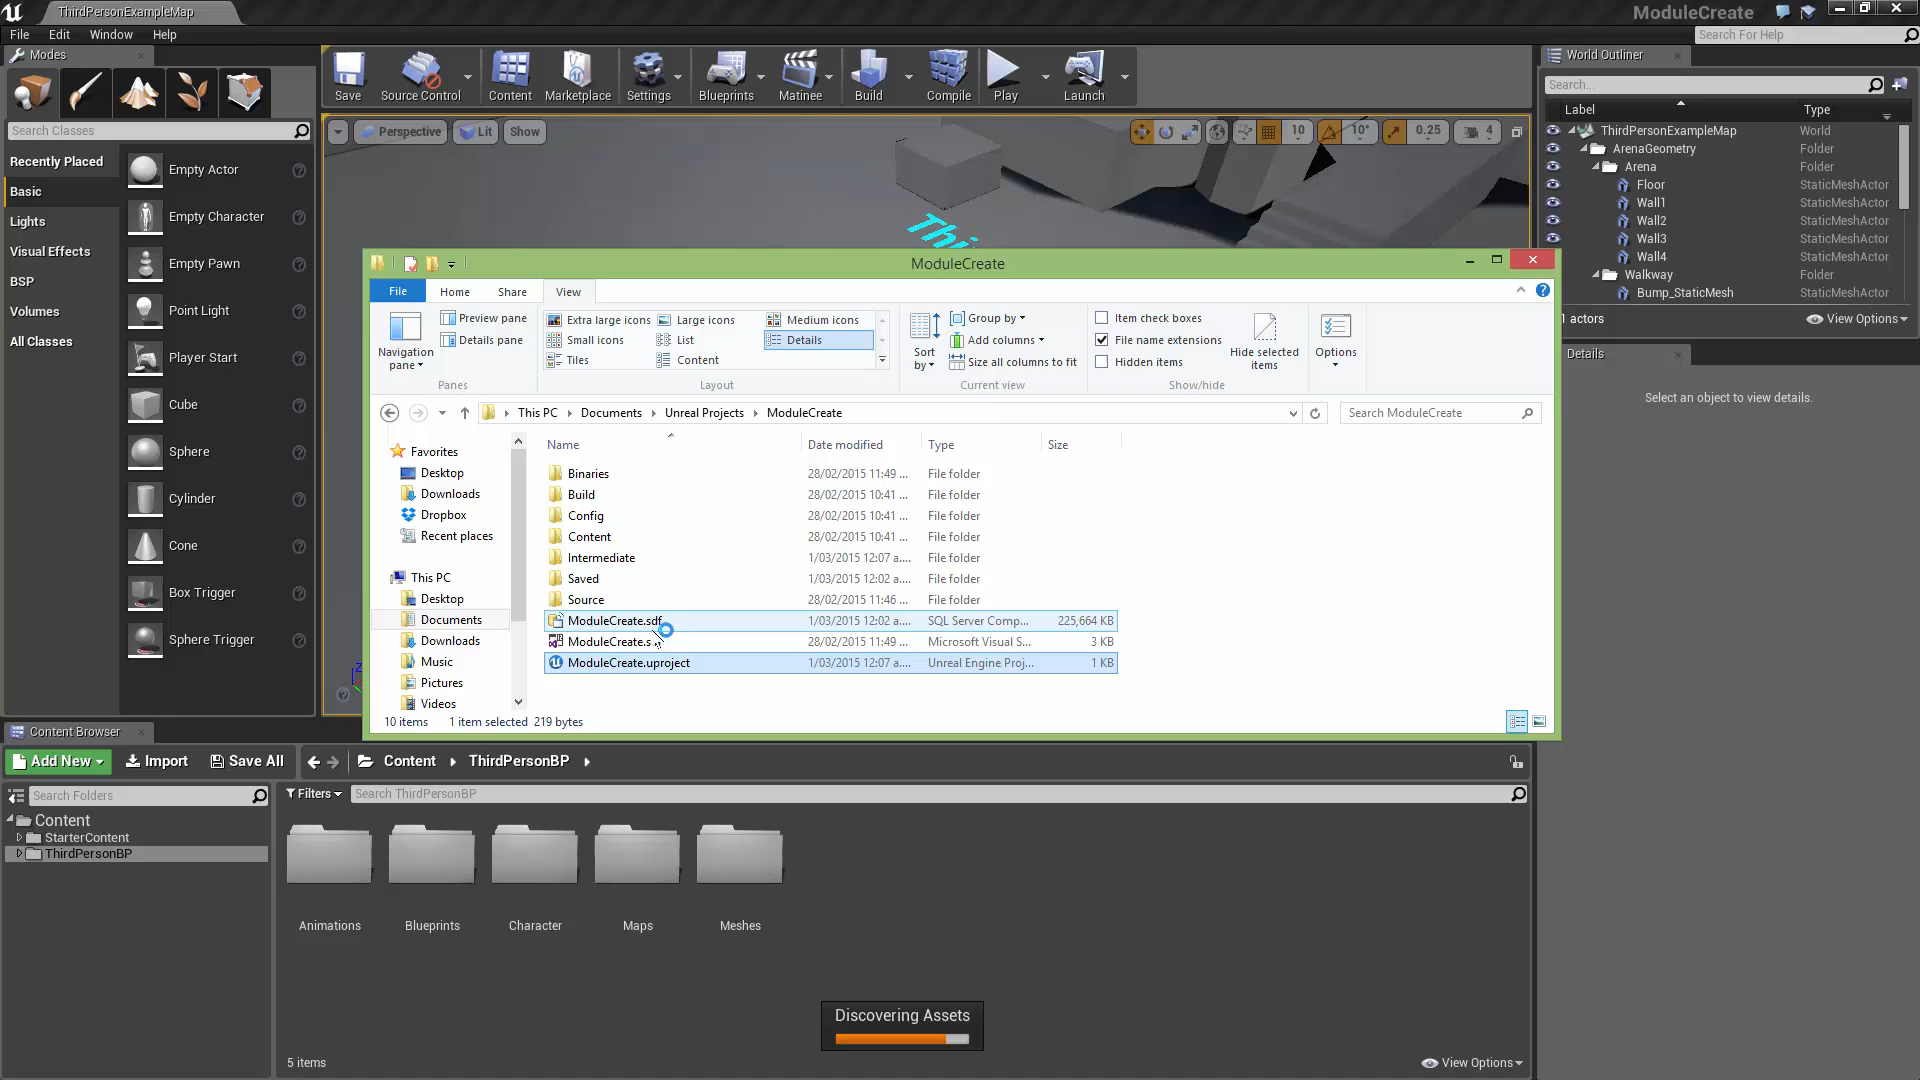 ThirdPersonExampleMap
ModuleCreate
File Edit Window Help
Search For Help
Modes
Save
Source Control
Content
Marketplace
Settings
Blueprints
Matinee
Build
Compile
Play
Launch
World Outliner
Search...
Label
Type
Search Classes
Perspective
Lit
Show
10
10°
0.25
4
Recently Placed
Basic
Lights
Visual Effects
BSP
Volumes
All Classes
Empty Actor
Empty Character
Empty Pawn
Point Light
Player Start
Cube
Sphere
Cylinder
Cone
Box Trigger
Sphere Trigger
Thi
ThirdPersonExampleMap World
ArenaGeometry Folder
Arena Folder
Floor StaticMeshActor
Wall1 StaticMeshActor
Wall2 StaticMeshActor
Wall3 StaticMeshActor
Wall4 StaticMeshActor
Walkway Folder
Bump_StaticMesh StaticMeshActor
1 actors
View Options
Details
Select an object to view details.
ModuleCreate
File Home Share View
Navigation pane
Preview pane
Details pane
Panes
Extra large icons
Large icons
Medium icons
Small icons
List
Details
Tiles
Content
Layout
Sort by
Group by
Add columns
Size all columns to fit
Current view
Item check boxes
File name extensions
Hidden items
Hide selected items
Show/hide
Options
This PC
Documents
Unreal Projects
ModuleCreate
Search ModuleCreate
Favorites
Desktop
Downloads
Dropbox
Recent places
This PC
Desktop
Documents
Downloads
Music
Pictures
Videos
Name Date modified Type Size
Binaries 28/02/2015 11:49 ... File folder
Build 28/02/2015 10:41 ... File folder
Config 28/02/2015 10:41 ... File folder
Content 28/02/2015 10:41 ... File folder
Intermediate 1/03/2015 12:07 a.... File folder
Saved 1/03/2015 12:02 a.... File folder
Source 28/02/2015 11:46 ... File folder
ModuleCreate.sdf 1/03/2015 12:02 a.... SQL Server Comp... 225,664 KB
ModuleCreate.s 28/02/2015 11:49 ... Microsoft Visual S... 3 KB
ModuleCreate.uproject 1/03/2015 12:07 a.... Unreal Engine Proj... 1 KB
10 items 1 item selected 219 bytes
Z
Content Browser
Add New
Import
Save All
Content
ThirdPersonBP
Search Folders
Filters
Search ThirdPersonBP
Content
StarterContent
ThirdPersonBP
Animations
Blueprints
Character
Maps
Meshes
Discovering Assets
5 items
View Options